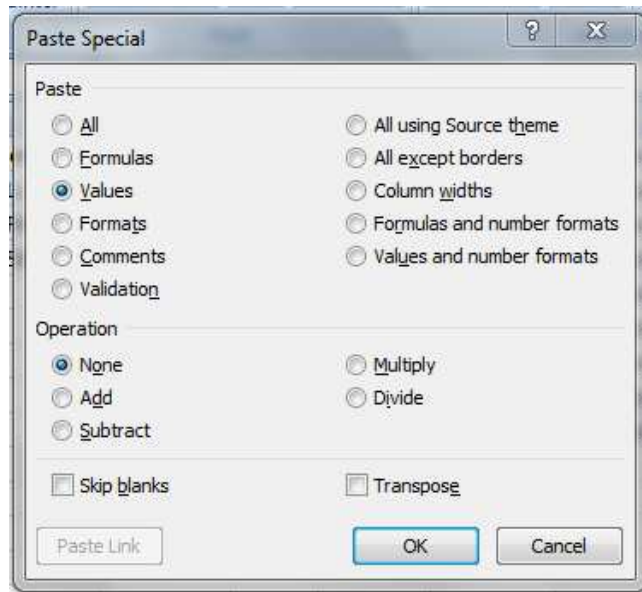 Paste Special
Paste
All
All using Source theme
Formulas
All except borders
Values
Column widths
Formats
Formulas and number formats
Comments
Values and number formats
Validation
Operation
None
Multiply
Add
Divide
Subtract
Skip blanks
Transpose
Paste Link
OK
Cancel